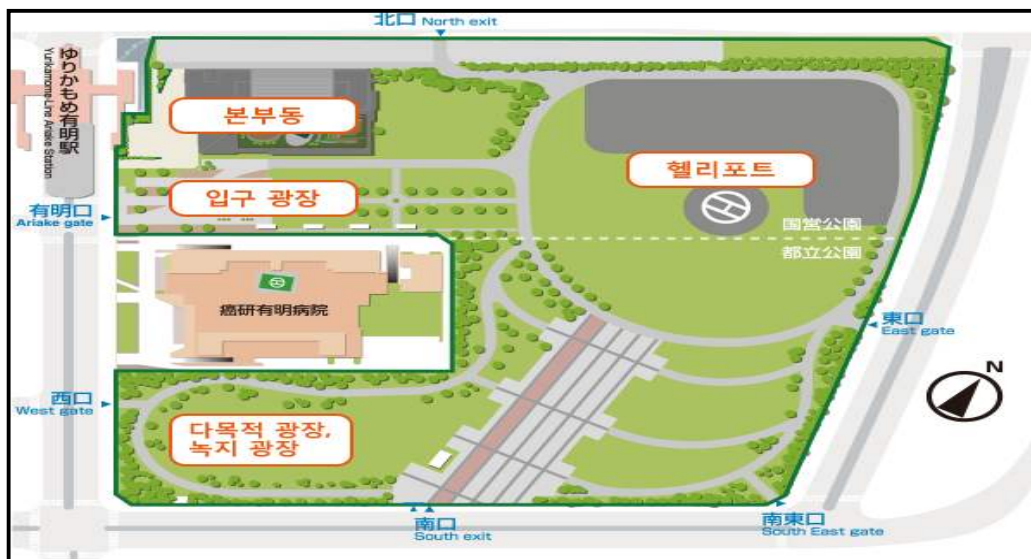 北口 North exit
ゆりかもめ有明駅
Yurikamome-Line Ariake Station
본부동
헬리포트
입구 광장
有明口
Ariake gate
国営公園
都立公園
癌研有明病院
東口
East gate
N
西口
West gate
다목적 광장,
녹지 광장
南口
South exit
南東口
South East gate